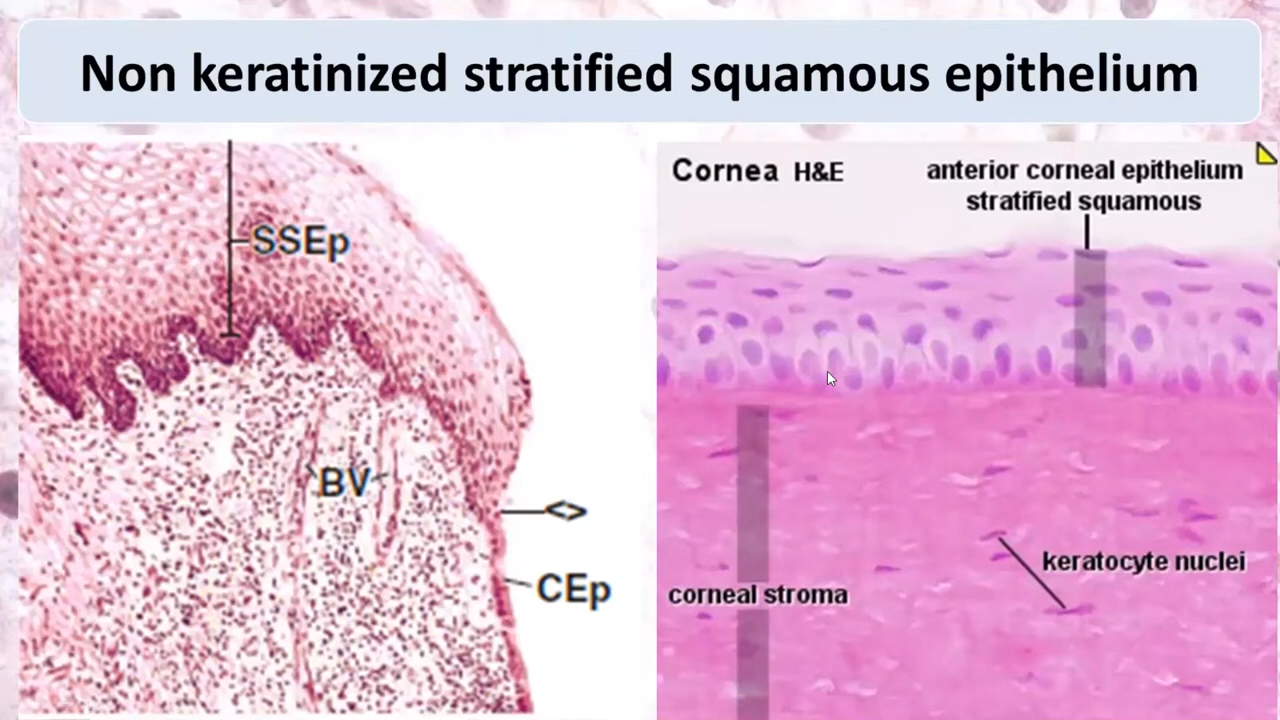 Non keratinized stratified squamous epithelium
SSEp
BV
<>
CEp
Cornea H&E
anterior corneal epithelium
stratified squamous
keratocyte nuclei
corneal stroma